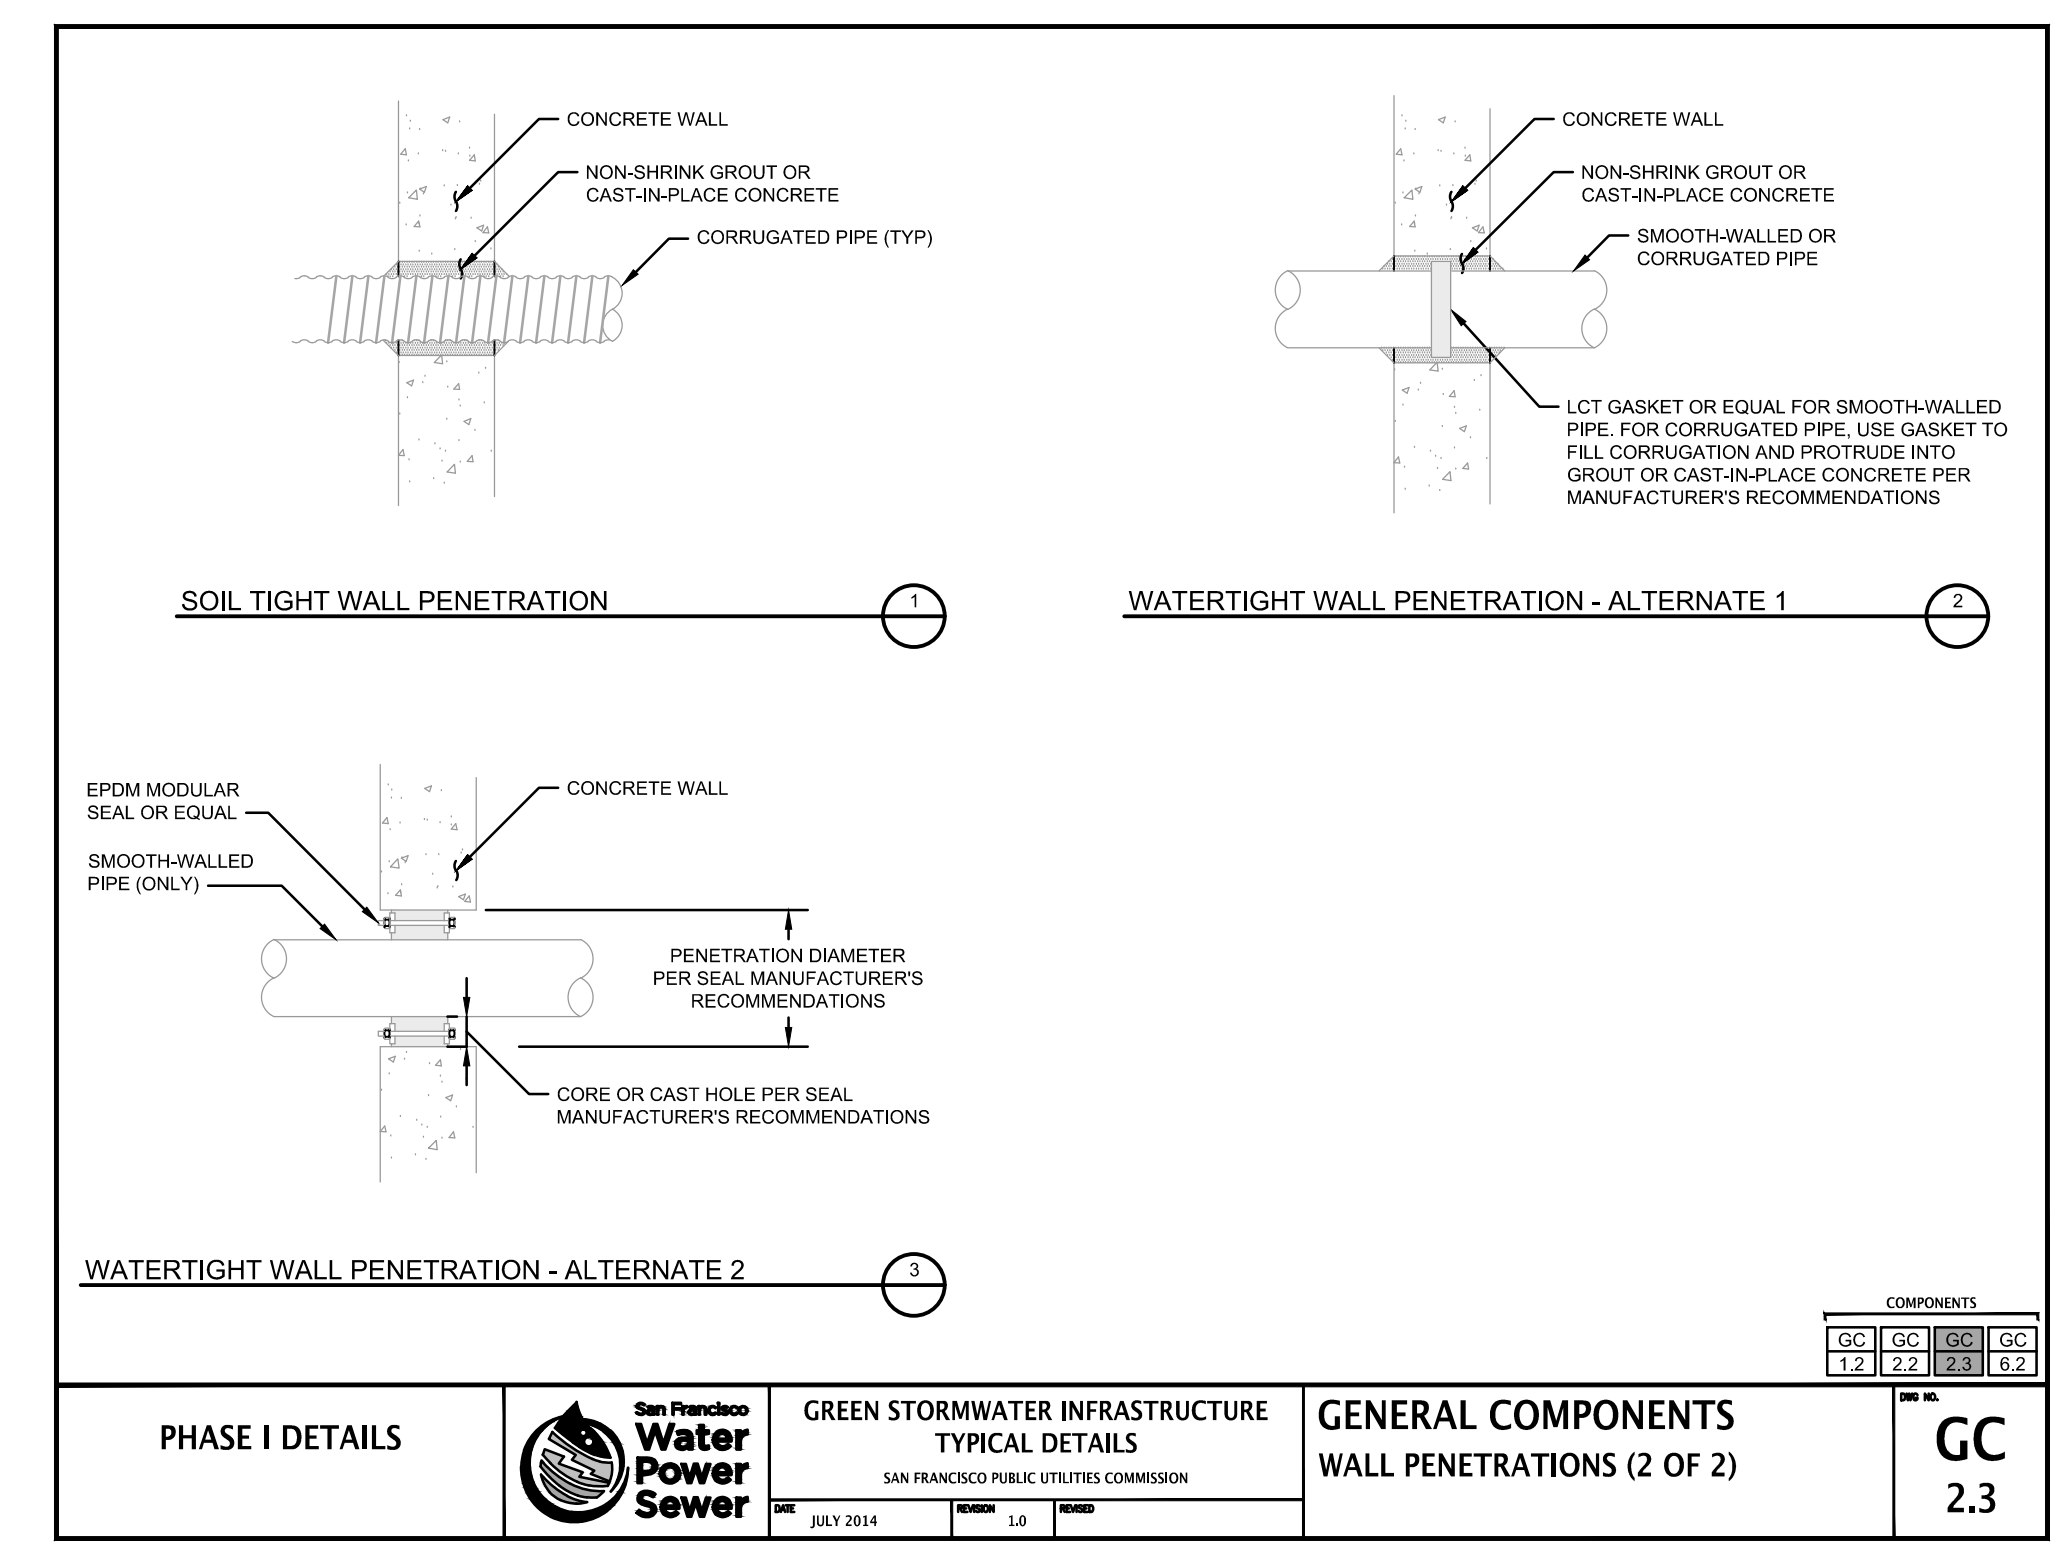 CONCRETE WALL
NON-SHRINK GROUT OR
CAST-IN-PLACE CONCRETE
CORRUGATED PIPE (TYP)
SOIL TIGHT WALL PENETRATION
1
CONCRETE WALL
NON-SHRINK GROUT OR
CAST-IN-PLACE CONCRETE
SMOOTH-WALLED OR
CORRUGATED PIPE
LCT GASKET OR EQUAL FOR SMOOTH-WALLED
PIPE. FOR CORRUGATED PIPE, USE GASKET TO
FILL CORRUGATION AND PROTRUDE INTO
GROUT OR CAST-IN-PLACE CONCRETE PER
MANUFACTURER'S RECOMMENDATIONS
WATERTIGHT WALL PENETRATION - ALTERNATE 1
2
EPDM MODULAR
SEAL OR EQUAL
SMOOTH-WALLED
PIPE (ONLY)
CONCRETE WALL
PENETRATION DIAMETER
PER SEAL MANUFACTURER'S
RECOMMENDATIONS
CORE OR CAST HOLE PER SEAL
MANUFACTURER'S RECOMMENDATIONS
WATERTIGHT WALL PENETRATION - ALTERNATE 2
3
COMPONENTS
GC GC GC GC
1.2 2.2 2.3 6.2
PHASE I DETAILS
San Francisco
Water
Power
Sewer
GREEN STORMWATER INFRASTRUCTURE
TYPICAL DETAILS
SAN FRANCISCO PUBLIC UTILITIES COMMISSION
DATE
JULY 2014
REVISION
1.0
REVISED
GENERAL COMPONENTS
WALL PENETRATIONS (2 OF 2)
DWG NO.
GC
2.3